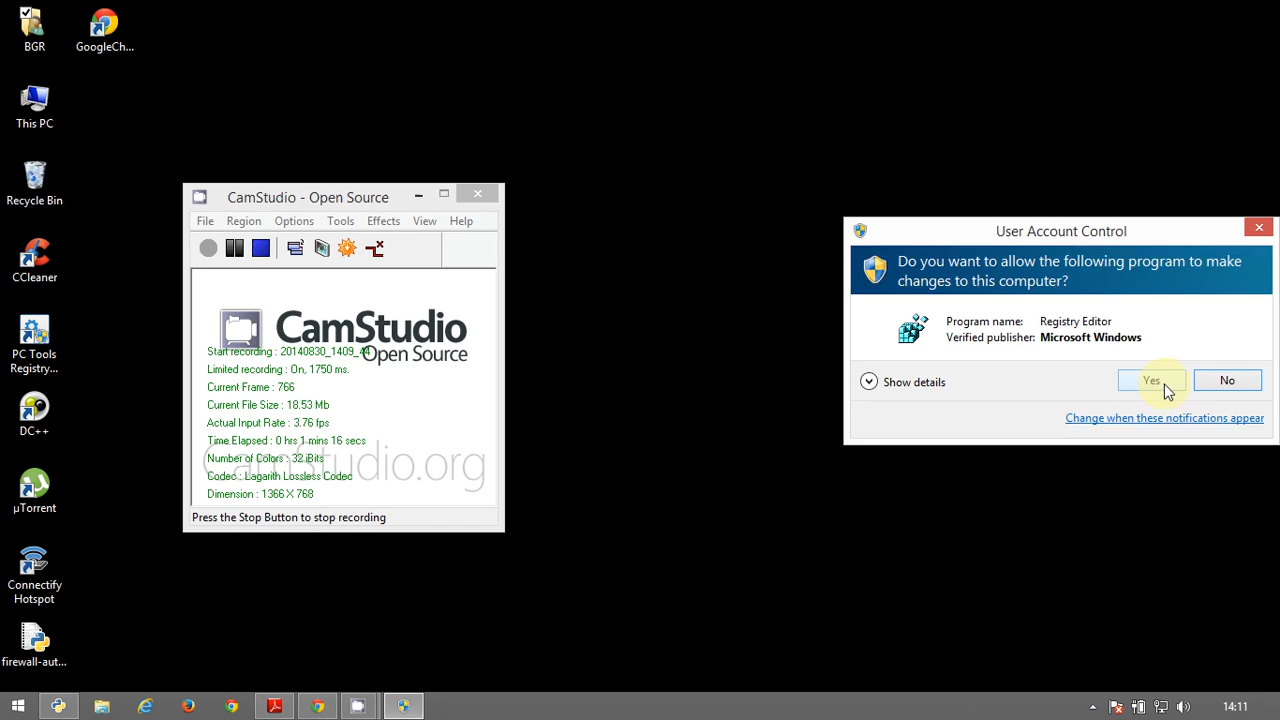 BGR
GoogleCh...
This PC
Recycle Bin
CCleaner
PC Tools
Registry...
DC++
µTorrent
Connectify
Hotspot
firewall-aut...
CamStudio - Open Source
File Region Options Tools Effects View Help
CamStudio
Open Source
Start recording : 20140830_1409_44
Limited recording : On, 1750 ms.
Current Frame : 766
Current File Size : 18.53 Mb
Actual Input Rate : 3.76 fps
Time Elapsed : 0 hrs 1 mins 16 secs
Number of Colors : 32 Bits
CamStudio.org
Codec : Lagarith Lossless Codec
Dimension : 1366 X 768
Press the Stop Button to stop recording
User Account Control
Do you want to allow the following program to make
changes to this computer?
Program name: Registry Editor
Verified publisher: Microsoft Windows
Show details
Yes No
Change when these notifications appear
14:11